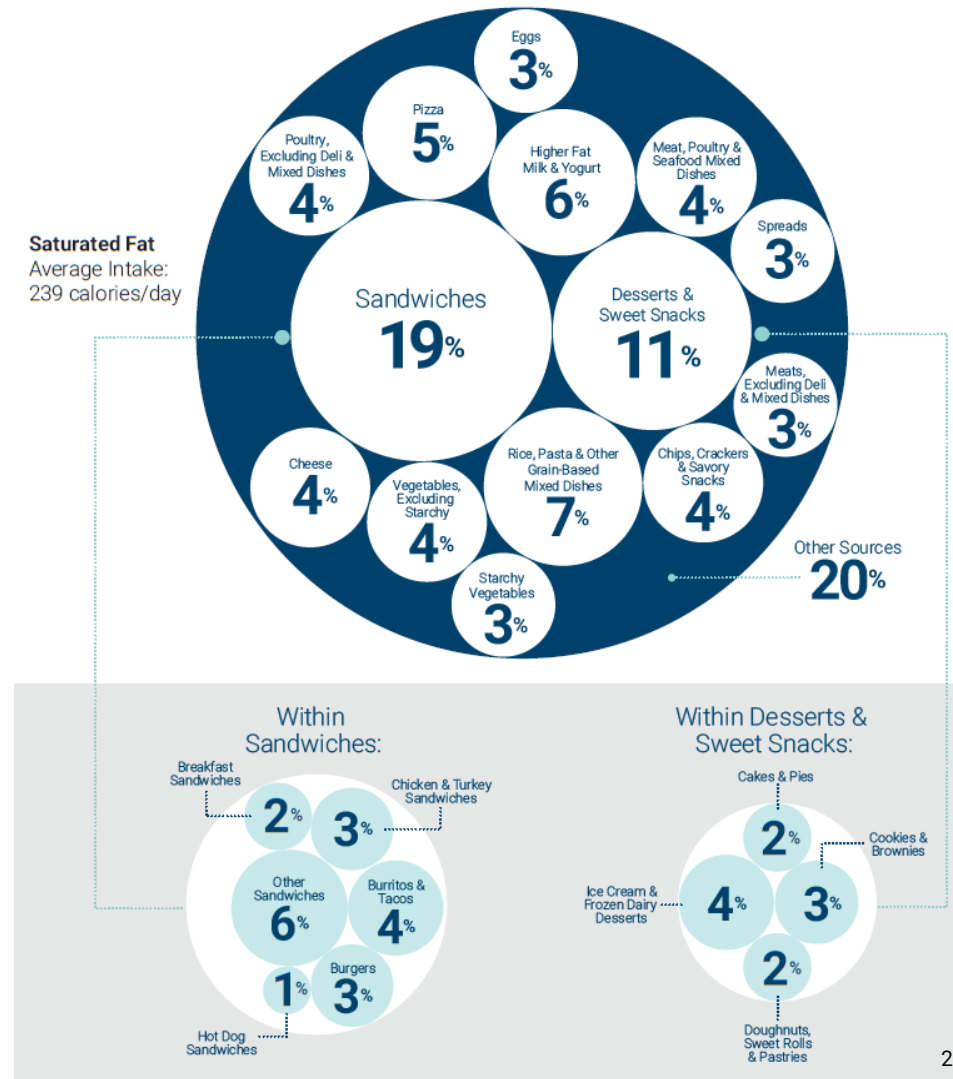 Eggs
3%
Pizza
5%
Poultry,
Excluding Deli &
Mixed Dishes
4%
Higher Fat
Milk & Yogurt
6%
Meat, Poultry &
Seafood Mixed
Dishes
4%
Spreads
3%
Saturated Fat
Average Intake:
239 calories/day
Sandwiches
19%
Desserts &
Sweet Snacks
11%
Meats,
Excluding Deli
& Mixed Dishes
3%
Cheese
4%
Vegetables,
Excluding
Starchy
4%
Rice, Pasta & Other
Grain-Based
Mixed Dishes
7%
Chips, Crackers
& Savory
Snacks
4%
Starchy
Vegetables
3%
Other Sources
20%
Within
Sandwiches:
Breakfast
Sandwiches
2%
Chicken & Turkey
Sandwiches
3%
Other
Sandwiches
6%
Burritos &
Tacos
4%
Burgers
3%
1%
Hot Dog
Sandwiches
Within Desserts &
Sweet Snacks:
Cakes & Pies
2%
Cookies &
Brownies
3%
Ice Cream &
Frozen Dairy
Desserts
4%
2%
Doughnuts,
Sweet Rolls
& Pastries
2